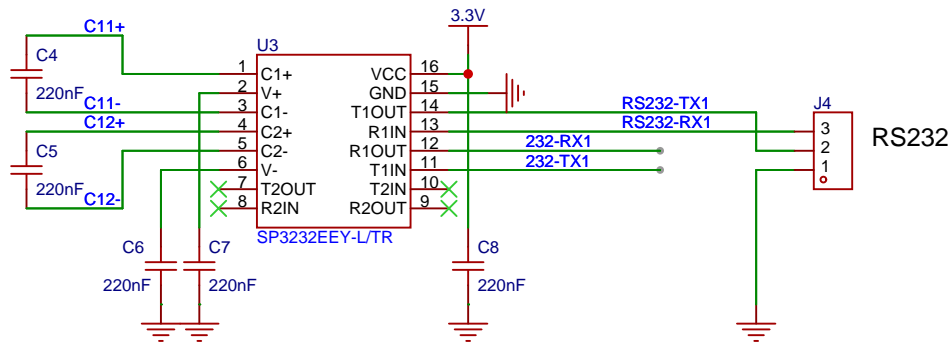 C11+
3.3V
C4
220nF
C11-
C12+
C5
220nF
C12-
U3
1 C1+ VCC 16
2 V+ GND 15
3 C1- T1OUT 14
4 C2+ R1IN 13
5 C2- R1OUT 12
6 V- T1IN 11
7 T2OUT T2IN 10
8 R2IN R2OUT 9
SP3232EEY-L/TR
RS232-TX1
RS232-RX1
232-RX1
232-TX1
J4
3
2
1
RS232
C6
220nF
C7
220nF
C8
220nF